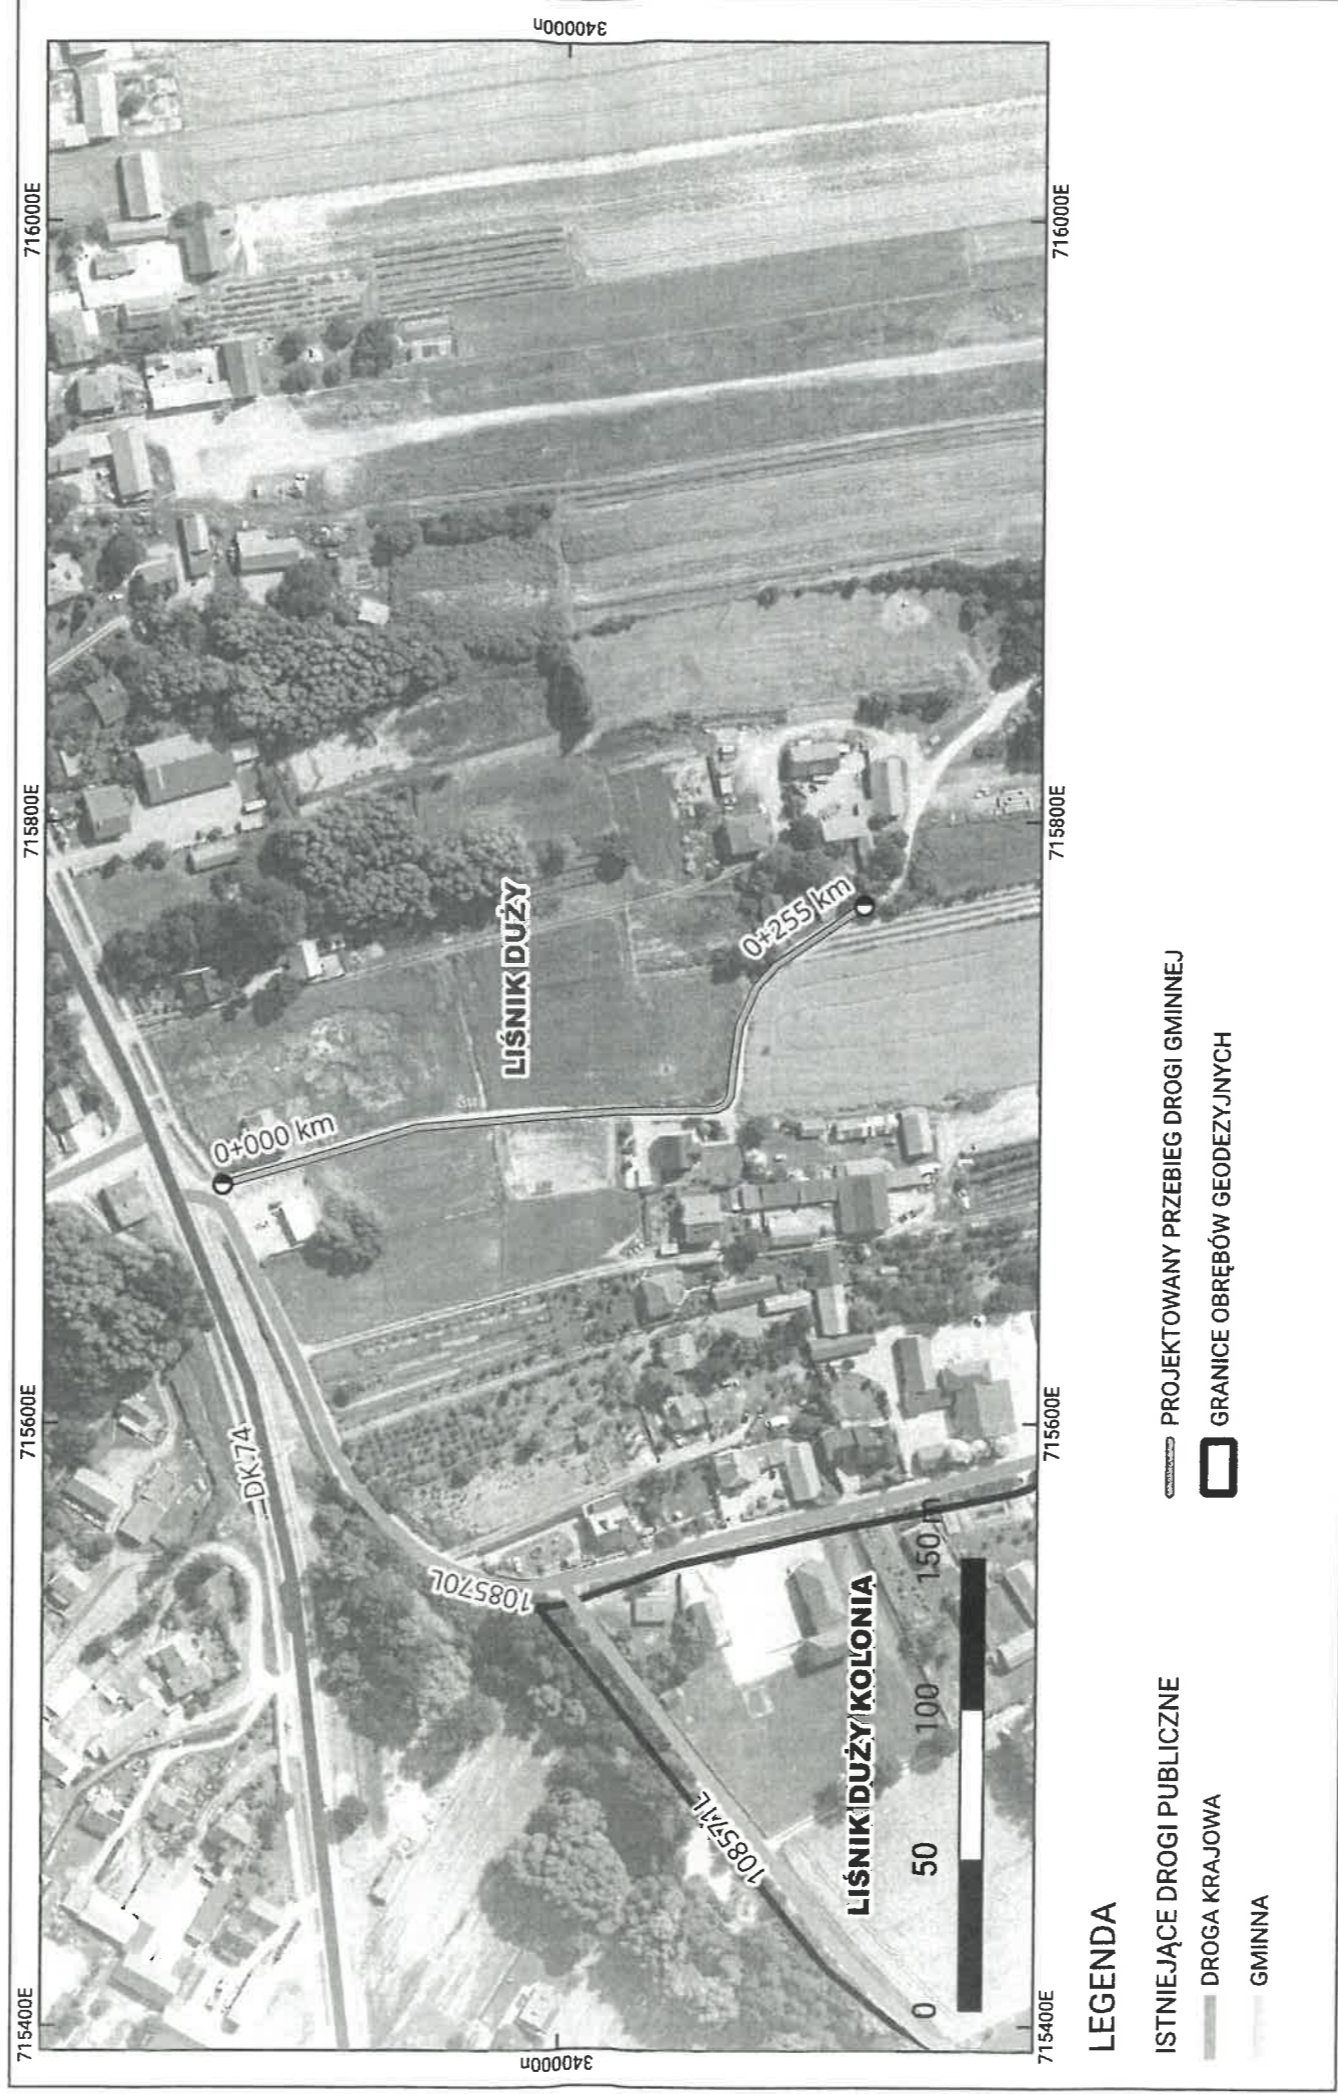 715400E
715600E
715800E
716000E
340000n
340000n
DK 74
0+000 km
LIŚNIK DUŻY
0+255 km
108570L
108571L
LIŚNIK DUŻY KOLONIA
0
50
100
150 m
715400E
715600E
715800E
716000E
LEGENDA
ISTNIEJĄCE DROGI PUBLICZNE
DROGA KRAJOWA
GMINNA
PROJEKTOWANY PRZEBIEG DROGI GMINNEJ
GRANICE OBRĘBÓW GEODEZYJNYCH